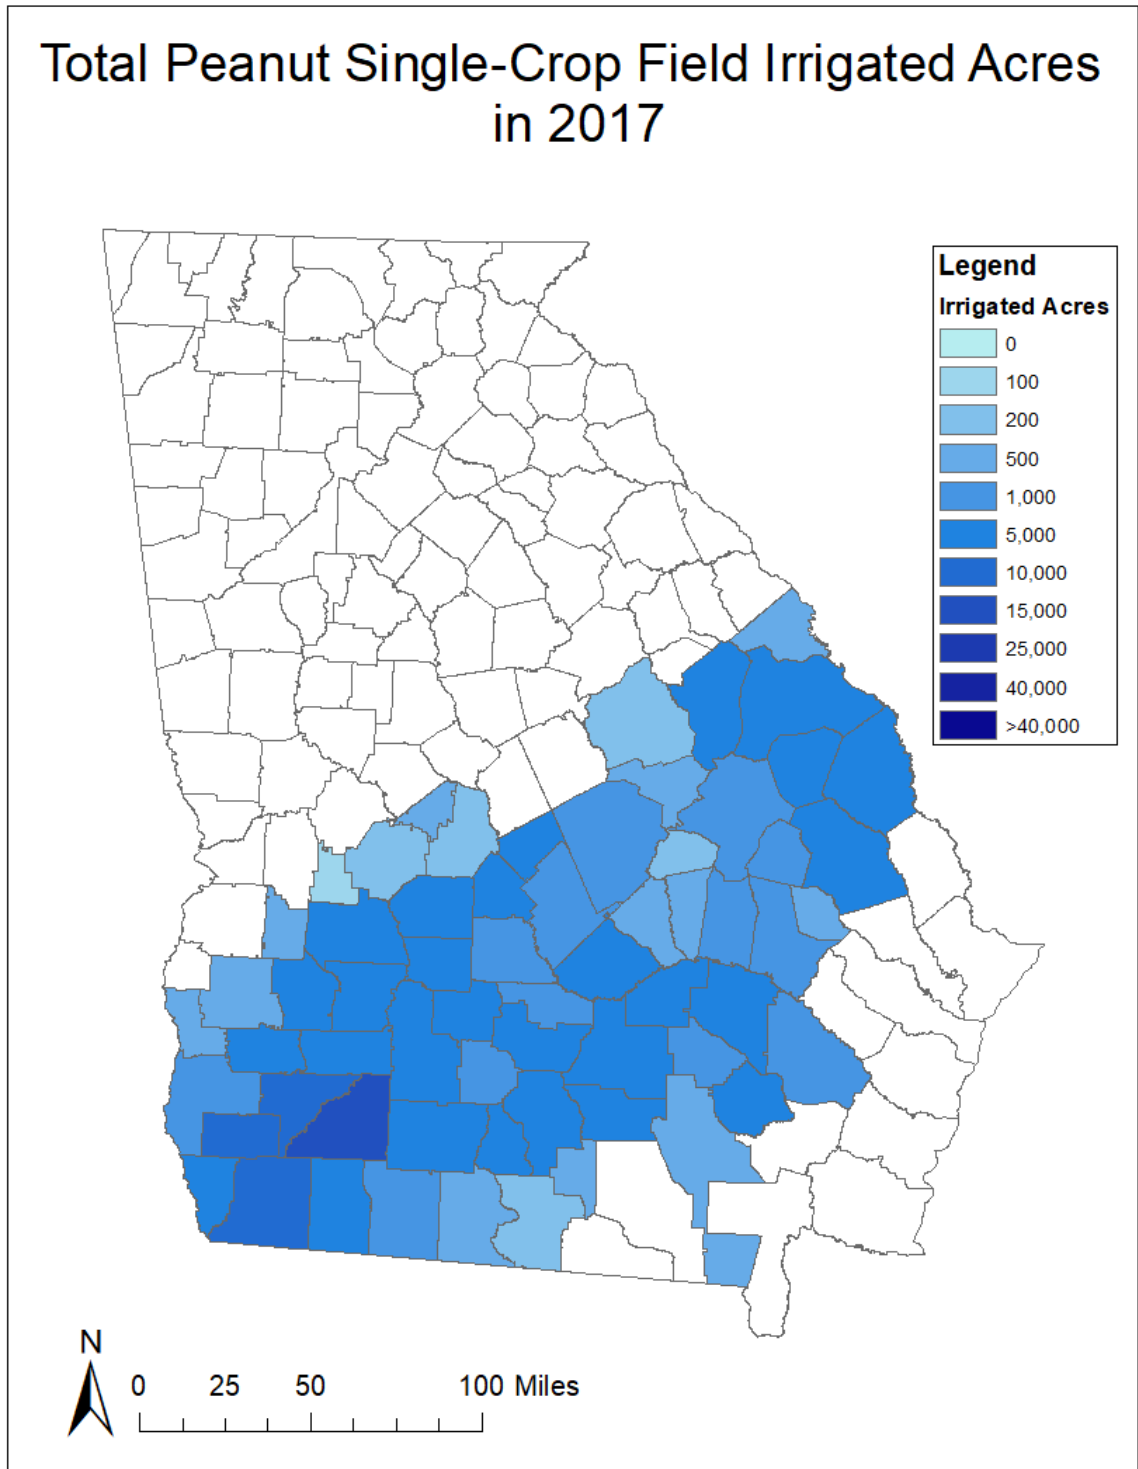 Total Peanut Single-Crop Field Irrigated Acres
in 2017
Legend
Irrigated Acres
0
100
200
500
1,000
5,000
10,000
15,000
25,000
40,000
>40,000
N
0 25 50 100 Miles